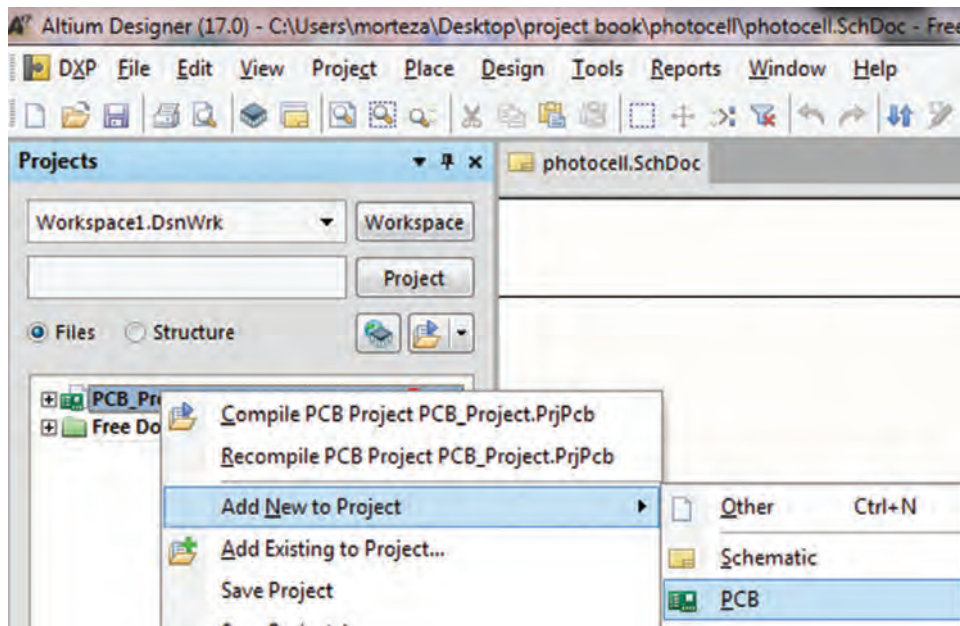 Altium Designer (17.0) - C:\Users\morteza\Desktop\project book\photocell\photocell.SchDoc - Free
DXP File Edit View Project Place Design Tools Reports Window Help
Projects
photocell.SchDoc
Workspace1.DsnWrk
Workspace
Project
Files Structure
PCB_Pr
Free Do
Compile PCB Project PCB_Project.PrjPcb
Recompile PCB Project PCB_Project.PrjPcb
Add New to Project
Add Existing to Project...
Save Project
Other Ctrl+N
Schematic
PCB